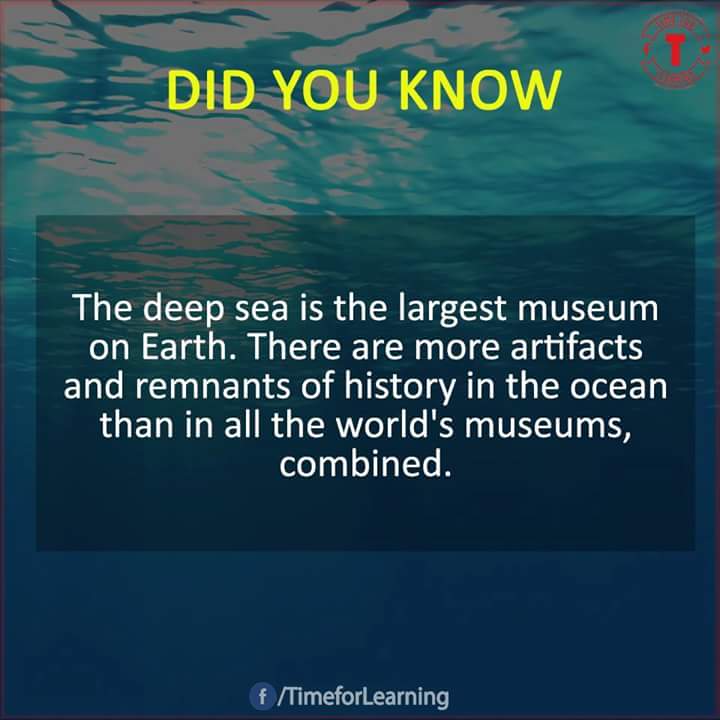 DID YOU KNOW
The deep sea is the largest museum
on Earth. There are more artifacts
and remnants of history in the ocean
than in all the world's museums,
combined.
T
f /TimeforLearning